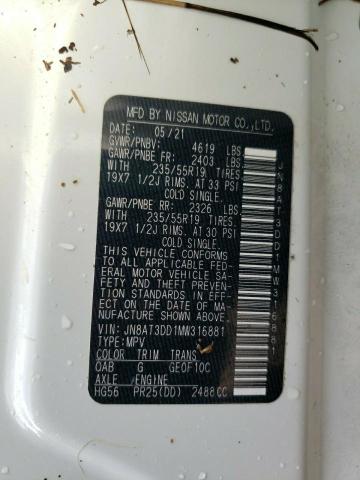 MFD BY NISSAN MOTOR CO.,LTD.
DATE: 05/21
GVWR/PNBV: 4619 LBS
GAWR/PNBE FR: 2403 LBS
WITH 235/55R19 TIRES
19X7 1/2J RIMS, AT 33 PSI
COLD SINGLE.
GAWR/PNBE RR: 2326 LBS
WITH 235/55R19 TIRES
19X7 1/2J RIMS, AT 30 PSI
COLD SINGLE.
THIS VEHICLE CONFORMS
TO ALL APPLICABLE FED-
ERAL MOTOR VEHICLE SA-
FETY AND THEFT PREVEN-
TION STANDARDS IN EFFECT
ON THE DATE OF MA-
NUFACTURE SHOWN ABOVE.
VIN: JN8AT3DD1MW316881
TYPE: MPV
COLOR TRIM TRANS
QAB G GE0F10C
AXLE /ENGINE
HG56 PR25(DD) 2488CC
JN8AT3DD1MW316881